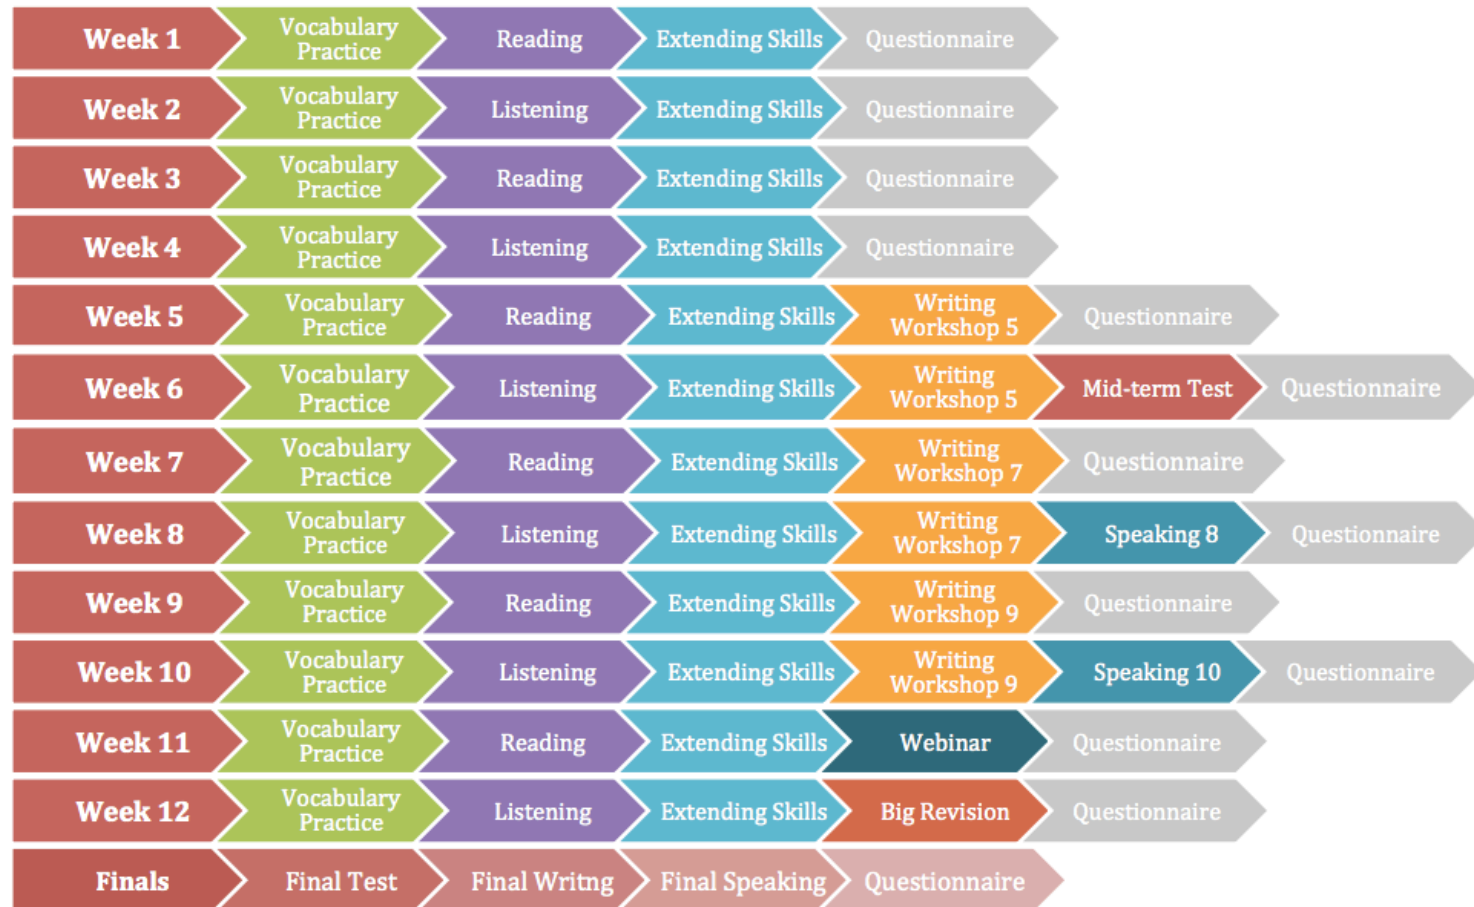 Week 1
Vocabulary
Practice
Reading
Extending Skills
Questionnaire
Week 2
Vocabulary
Practice
Listening
Extending Skills
Questionnaire
Week 3
Vocabulary
Practice
Reading
Extending Skills
Questionnaire
Week 4
Vocabulary
Practice
Listening
Extending Skills
Questionnaire
Week 5
Vocabulary
Practice
Reading
Extending Skills
Writing
Workshop 5
Questionnaire
Week 6
Vocabulary
Practice
Listening
Extending Skills
Writing
Workshop 5
Mid-term Test
Questionnaire
Week 7
Vocabulary
Practice
Reading
Extending Skills
Writing
Workshop 7
Questionnaire
Week 8
Vocabulary
Practice
Listening
Extending Skills
Writing
Workshop 7
Speaking 8
Questionnaire
Week 9
Vocabulary
Practice
Reading
Extending Skills
Writing
Workshop 9
Questionnaire
Week 10
Vocabulary
Practice
Listening
Extending Skills
Writing
Workshop 9
Speaking 10
Questionnaire
Week 11
Vocabulary
Practice
Reading
Extending Skills
Webinar
Questionnaire
Week 12
Vocabulary
Practice
Listening
Extending Skills
Big Revision
Questionnaire
Finals
Final Test
Final Writng
Final Speaking
Questionnaire